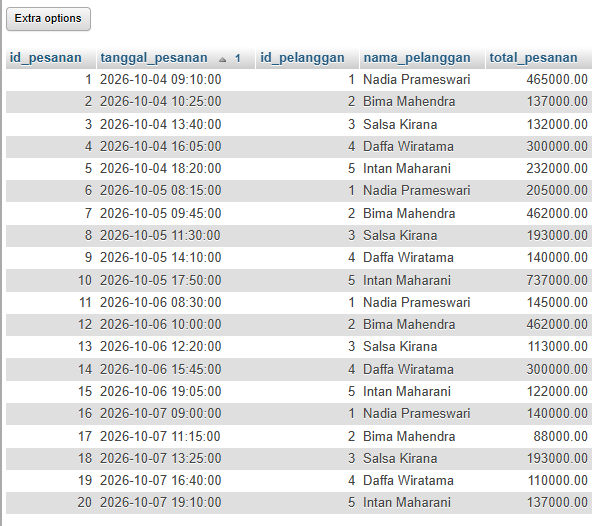 Extra options
id_pesanan tanggal_pesanan 1 id_pelanggan nama_pelanggan total_pesanan
1 2026-10-04 09:10:00 1 Nadia Prameswari 465000.00
2 2026-10-04 10:25:00 2 Bima Mahendra 137000.00
3 2026-10-04 13:40:00 3 Salsa Kirana 132000.00
4 2026-10-04 16:05:00 4 Daffa Wiratama 300000.00
5 2026-10-04 18:20:00 5 Intan Maharani 232000.00
6 2026-10-05 08:15:00 1 Nadia Prameswari 205000.00
7 2026-10-05 09:45:00 2 Bima Mahendra 462000.00
8 2026-10-05 11:30:00 3 Salsa Kirana 193000.00
9 2026-10-05 14:10:00 4 Daffa Wiratama 140000.00
10 2026-10-05 17:50:00 5 Intan Maharani 737000.00
11 2026-10-06 08:30:00 1 Nadia Prameswari 145000.00
12 2026-10-06 10:00:00 2 Bima Mahendra 462000.00
13 2026-10-06 12:20:00 3 Salsa Kirana 113000.00
14 2026-10-06 15:45:00 4 Daffa Wiratama 300000.00
15 2026-10-06 19:05:00 5 Intan Maharani 122000.00
16 2026-10-07 09:00:00 1 Nadia Prameswari 140000.00
17 2026-10-07 11:15:00 2 Bima Mahendra 88000.00
18 2026-10-07 13:25:00 3 Salsa Kirana 193000.00
19 2026-10-07 16:40:00 4 Daffa Wiratama 110000.00
20 2026-10-07 19:10:00 5 Intan Maharani 137000.00